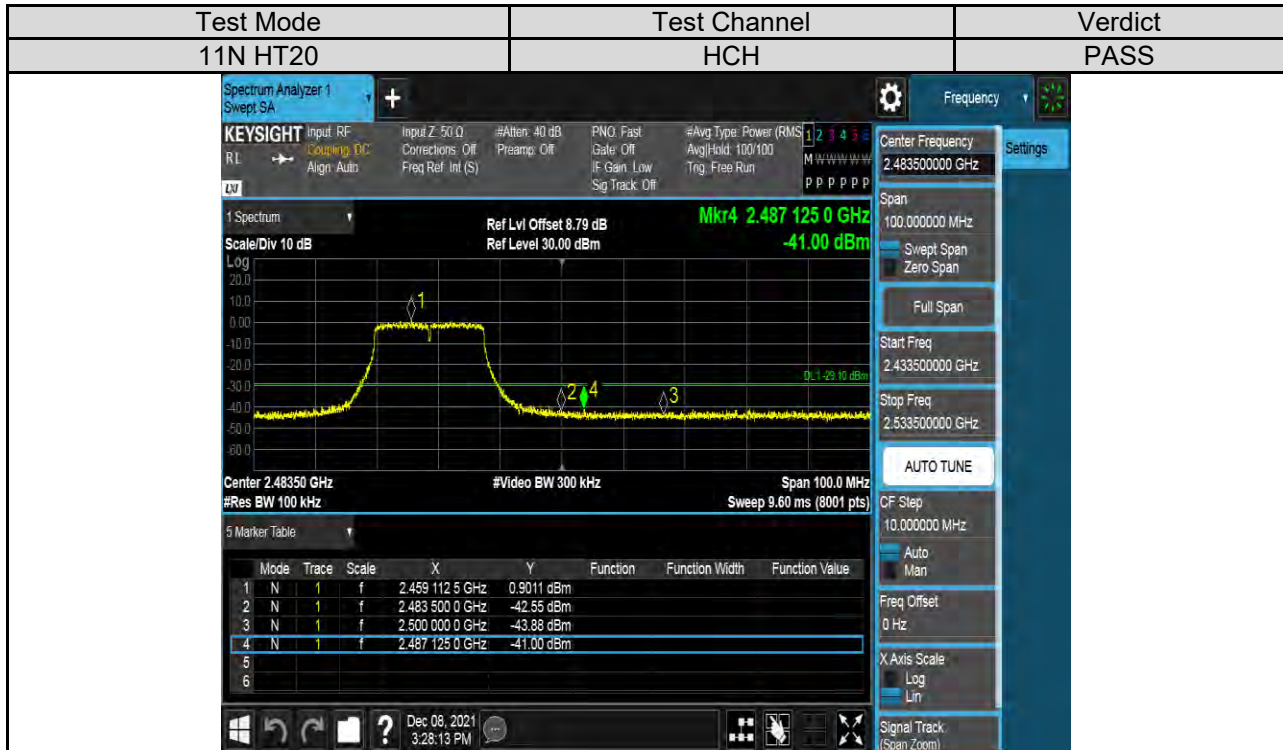 Test Mode Test Channel Verdict
11N HT20 HCH PASS
Spectrum Analyzer 1
Swept SA
+
Frequency
KEYSIGHT
RL
LXI
Input: RF
Coupling: DC
Align: Auto
Input Z: 50 Ω
Corrections: Off
Freq Ref: Int (S)
#Atten: 40 dB
Preamp: Off
PNO: Fast
Gate: Off
IF Gain: Low
Sig Track: Off
#Avg Type: Power (RMS
Avg|Hold: 100/100
Trig: Free Run
1 2 3 4 5 6
M W W W W W
P P P P P P
1 Spectrum
Scale/Div 10 dB
Ref Lvl Offset 8.79 dB
Ref Level 30.00 dBm
Mkr4 2.487 125 0 GHz
-41.00 dBm
Log
20.0
10.0
0.00
-10.0
-20.0
-30.0
-40.0
-50.0
-60.0
1
2
4
3
DL1 -29.10 dBm
Center 2.48350 GHz
#Res BW 100 kHz
#Video BW 300 kHz
Span 100.0 MHz
Sweep 9.60 ms (8001 pts)
5 Marker Table
Mode Trace Scale X Y Function Function Width Function Value
1 N 1 f 2.459 112 5 GHz 0.9011 dBm
2 N 1 f 2.483 500 0 GHz -42.55 dBm
3 N 1 f 2.500 000 0 GHz -43.88 dBm
4 N 1 f 2.487 125 0 GHz -41.00 dBm
5
6
?
Dec 08, 2021
3:28:13 PM
Center Frequency
2.483500000 GHz
Settings
Span
100.000000 MHz
Swept Span
Zero Span
Full Span
Start Freq
2.433500000 GHz
Stop Freq
2.533500000 GHz
AUTO TUNE
CF Step
10.000000 MHz
Auto
Man
Freq Offset
0 Hz
X Axis Scale
Log
Lin
Signal Track
(Span Zoom)